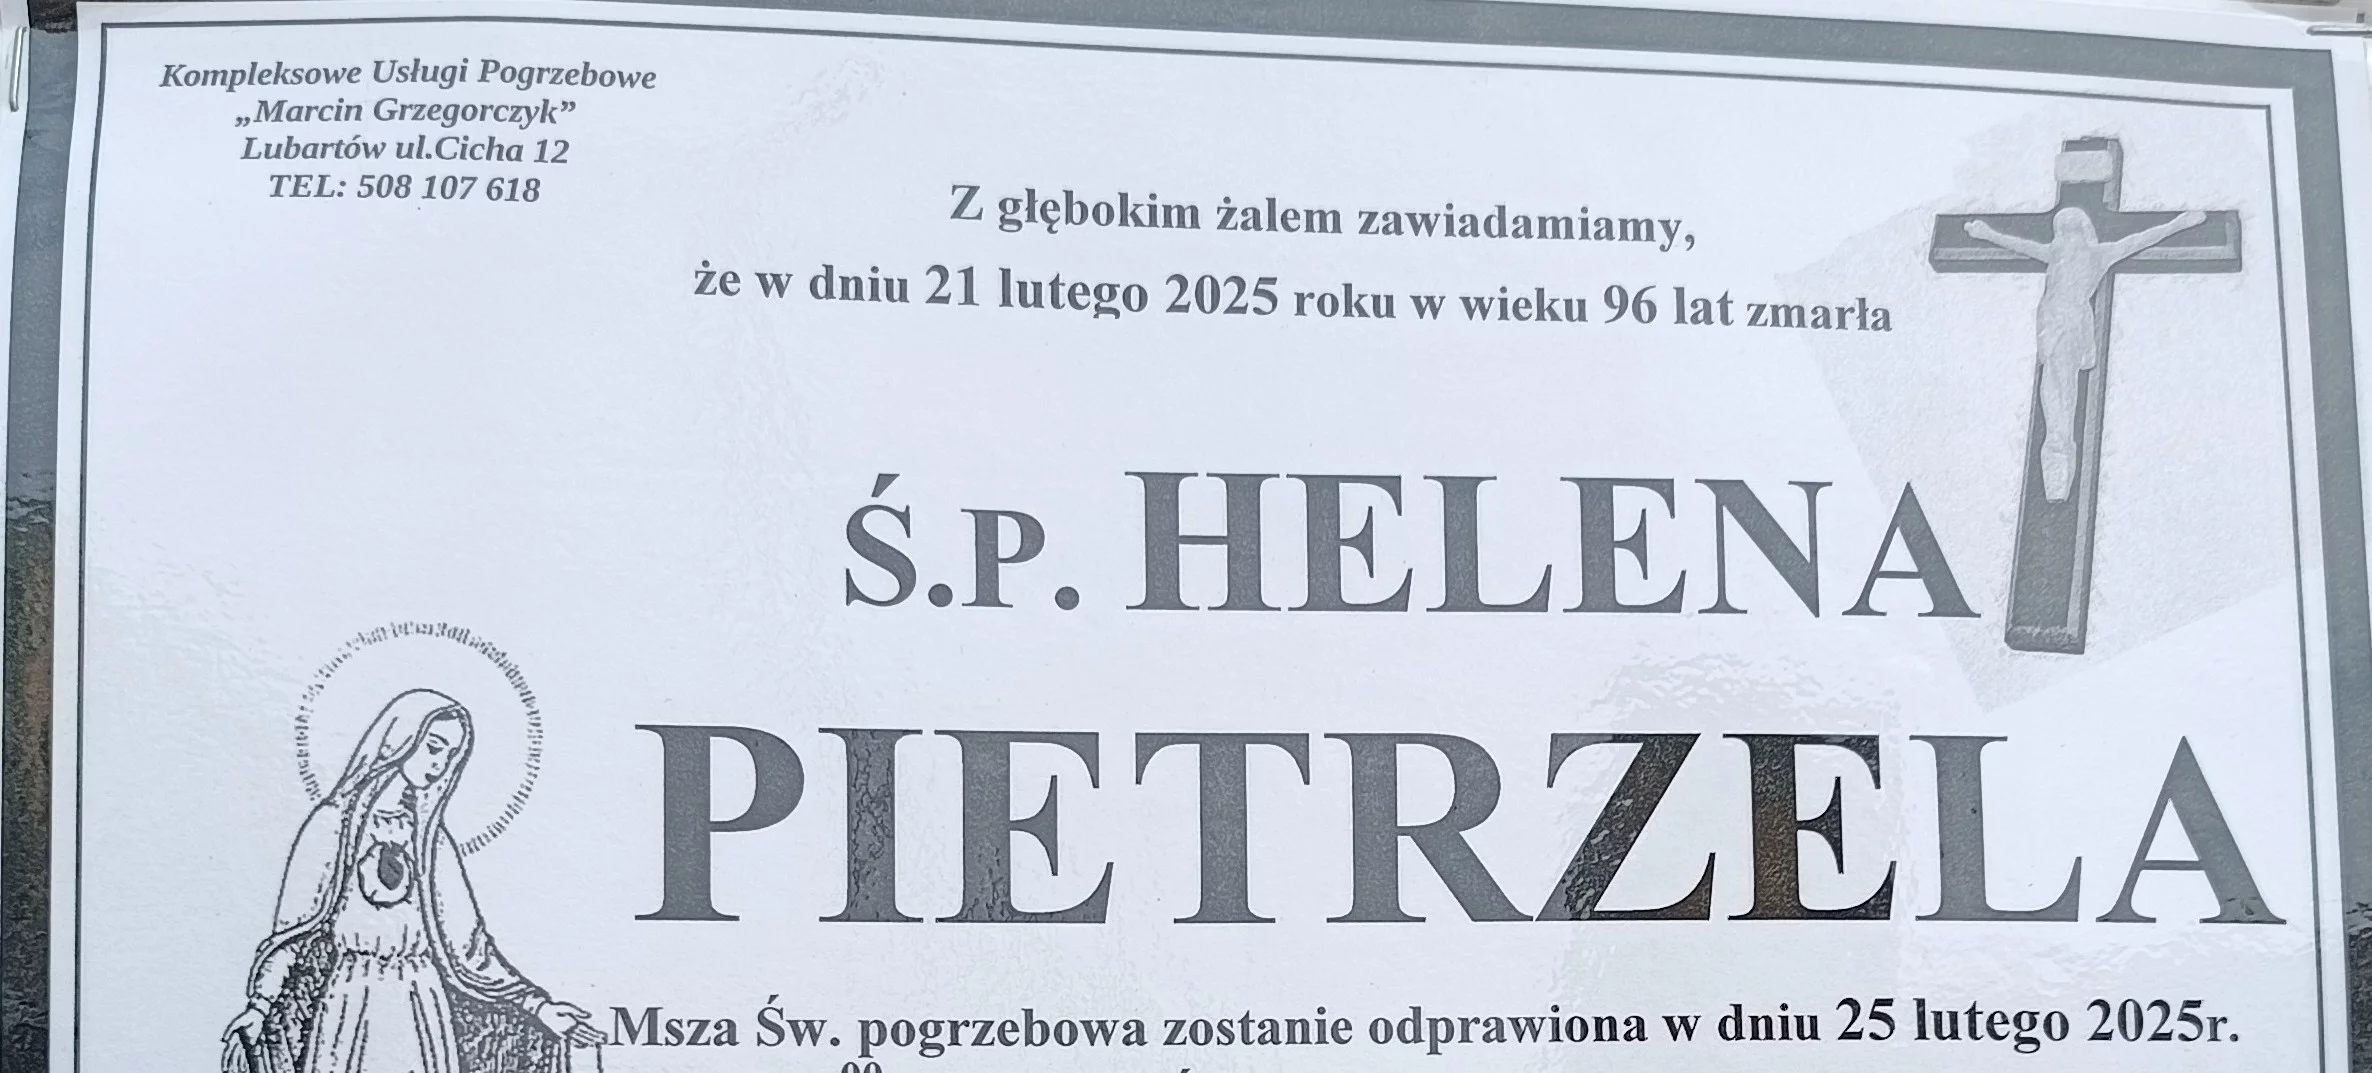 Kompleksowe Usługi Pogrzebowe
„Marcin Grzegorczyk”
Lubartów ul.Cicha 12
TEL: 508 107 618
Z głębokim żalem zawiadamiamy,
że w dniu 21 lutego 2025 roku w wieku 96 lat zmarła
Ś.P. HELENA
PIETRZELA
Msza Św. pogrzebowa zostanie odprawiona w dniu 25 lutego 2025r.